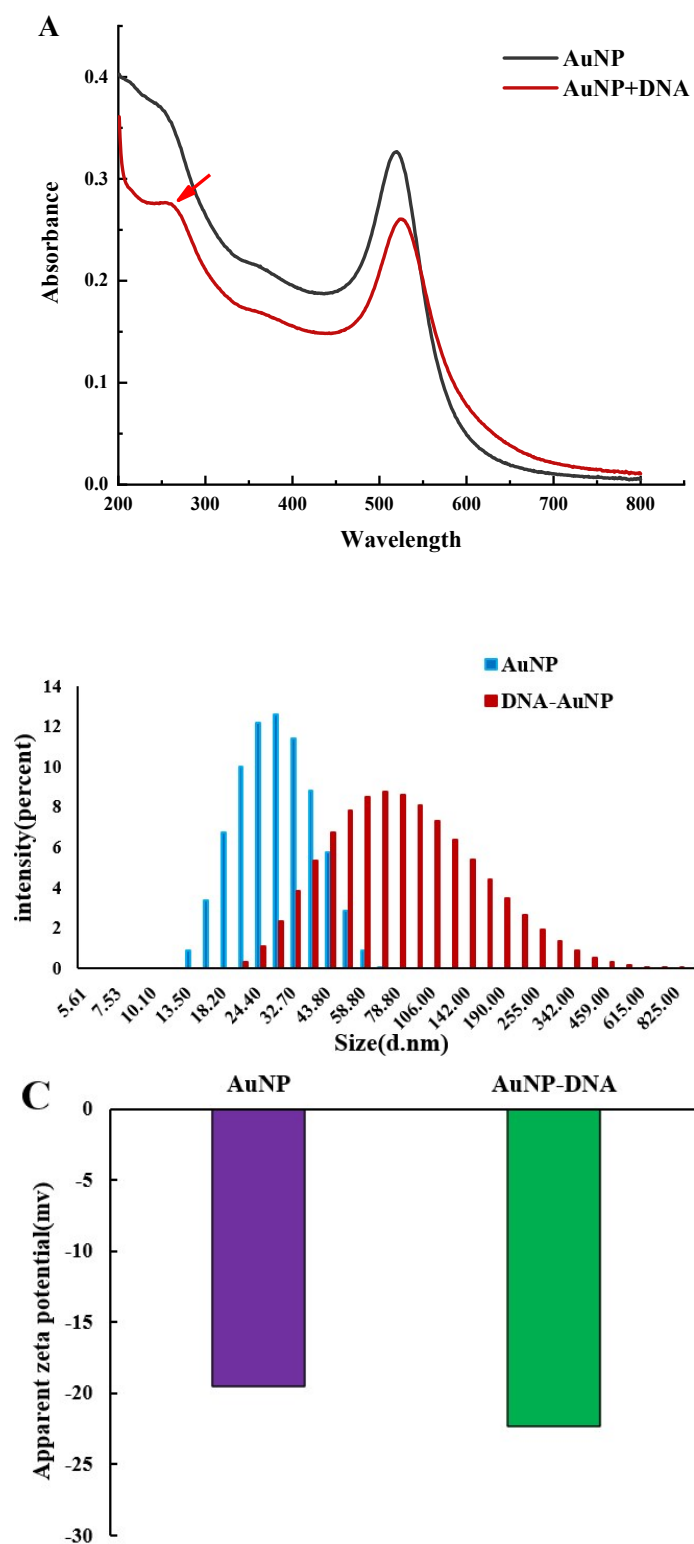 A
AuNP
AuNP+DNA
0.4
0.3
0.2
0.1
0.0
Absorbance
200 300 400 500 600 700 800
Wavelength
AuNP
DNA-AuNP
14
12
10
8
6
4
2
0
intensity(percent)
5.61 7.53 10.10 13.50 18.20 24.40 32.70 43.80 58.80 78.80 106.00 142.00 190.00 255.00 342.00 459.00 615.00 825.00
Size(d.nm)
C
AuNP AuNP-DNA
0
-5
-10
-15
-20
-25
-30
Apparent zeta potential(mv)